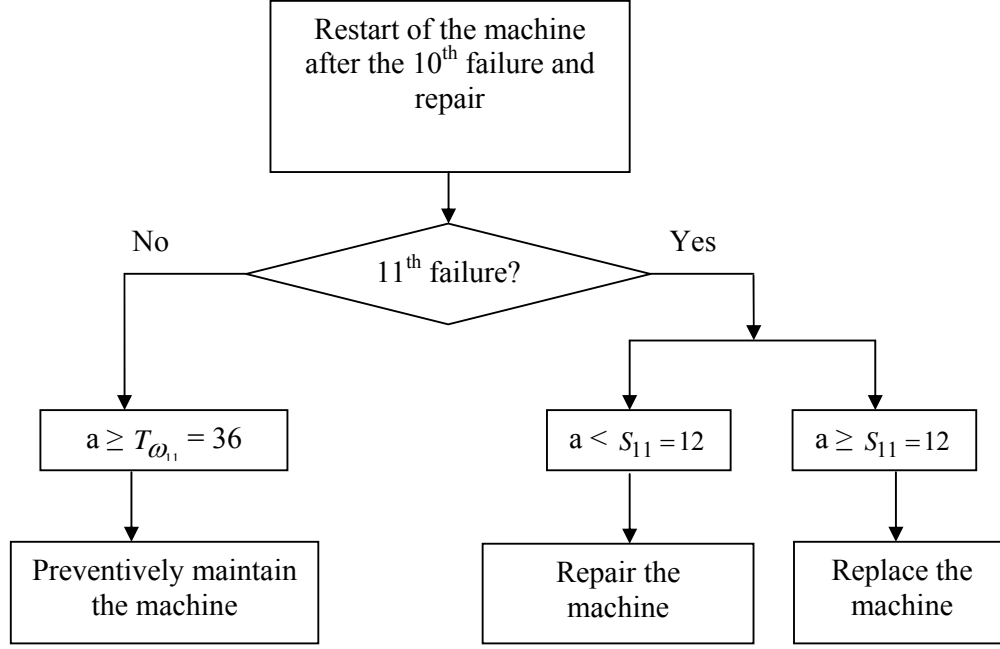 Restart of the machine
after the 10th failure and
repair
No
Yes
11th failure?
a ≥ Tω11 = 36
a < S11 = 12
a ≥ S11 = 12
Preventively maintain
the machine
Repair the
machine
Replace the
machine